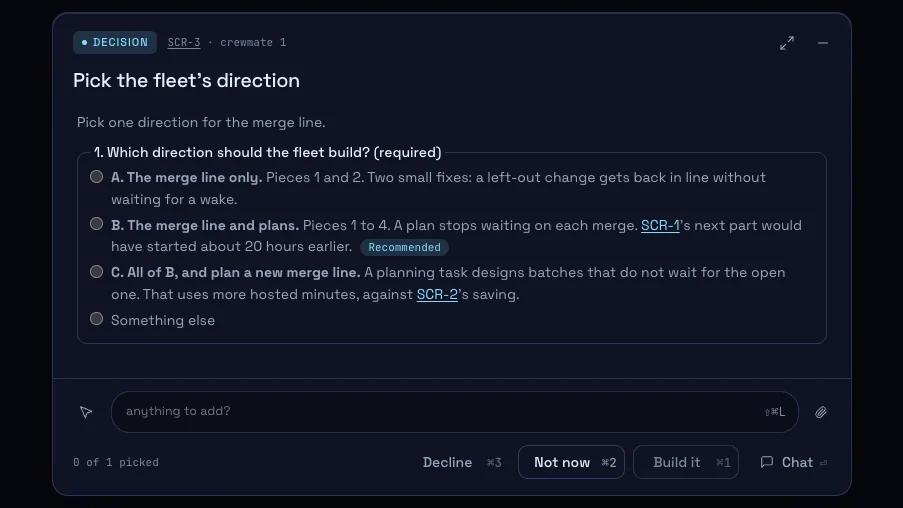 DECISION SCR-3 · crewmate 1
Pick the fleet's direction
Pick one direction for the merge line.
1. Which direction should the fleet build? (required)
A. The merge line only. Pieces 1 and 2. Two small fixes: a left-out change gets back in line without
waiting for a wake.
B. The merge line and plans. Pieces 1 to 4. A plan stops waiting on each merge. SCR-1's next part would
have started about 20 hours earlier. Recommended
C. All of B, and plan a new merge line. A planning task designs batches that do not wait for the open
one. That uses more hosted minutes, against SCR-2's saving.
Something else
anything to add? ⇧⌘L
0 of 1 picked Decline ⌘3 Not now ⌘2 Build it ⌘1 Chat ⏎